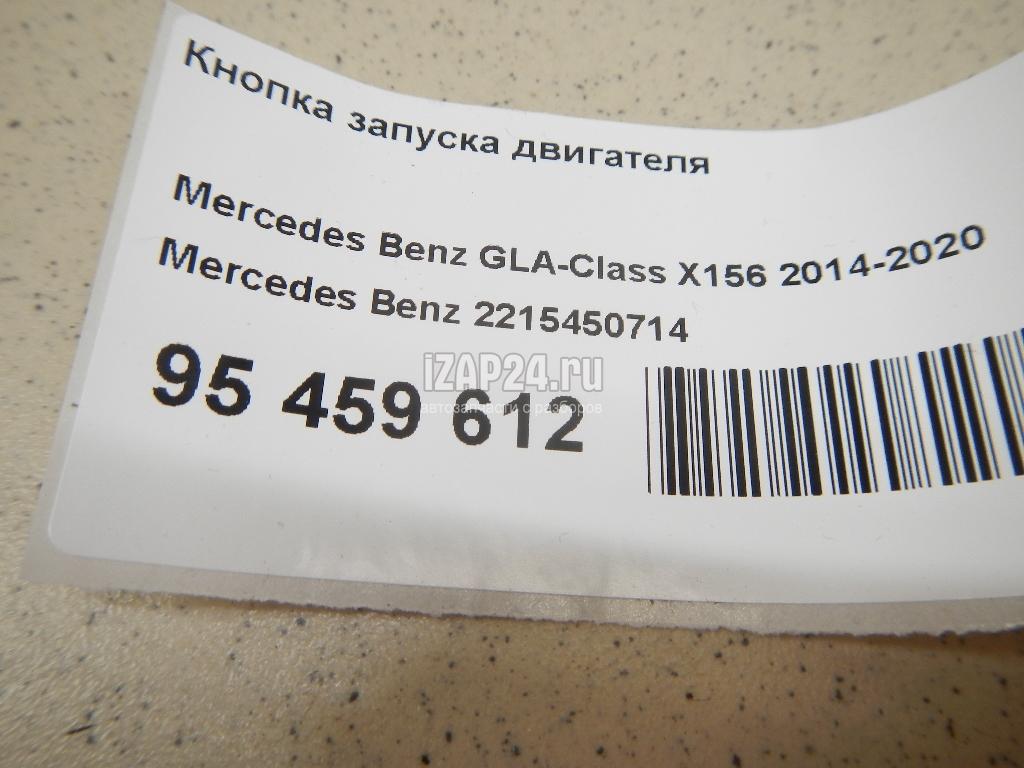 Кнопка запуска двигателя
Mercedes Benz GLA-Class X156 2014-2020
Mercedes Benz 2215450714
95 459 612
iZAP24.ru
автозапчасти с разборов